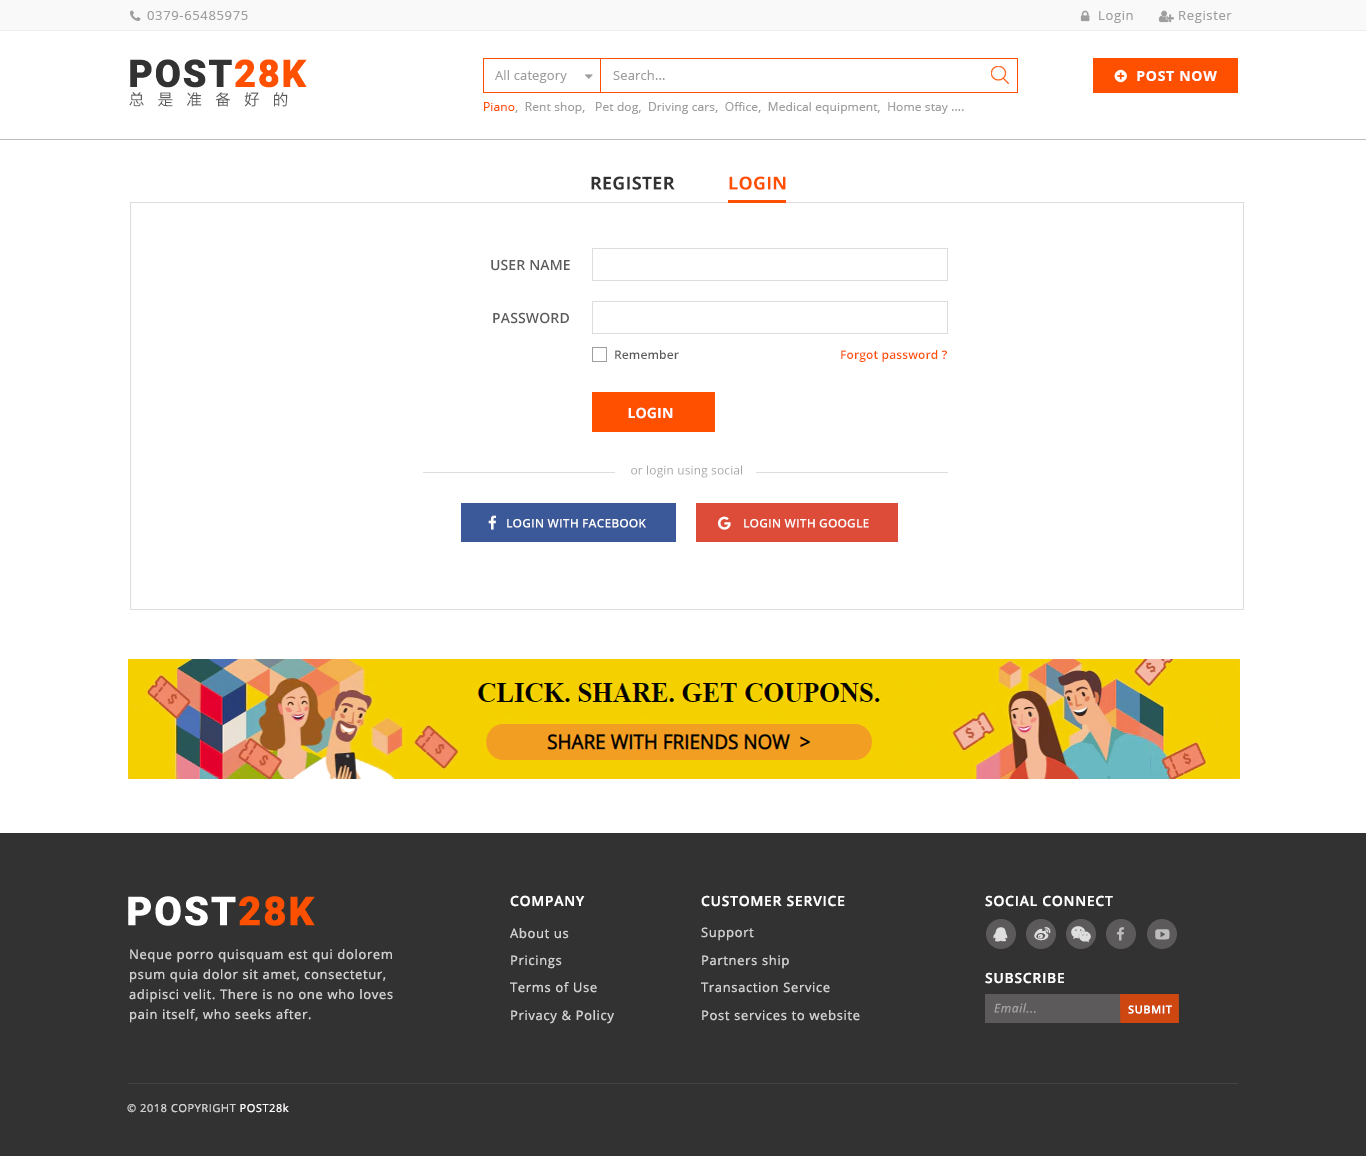 0379-65485975 Login Register
POST28K
总是准备好的
All category Search... POST NOW
Piano, Rent shop, Pet dog, Driving cars, Office, Medical equipment, Home stay ....
REGISTER LOGIN
USER NAME
PASSWORD
Remember Forgot password ?
LOGIN
or login using social
f LOGIN WITH FACEBOOK G LOGIN WITH GOOGLE
CLICK. SHARE. GET COUPONS.
SHARE WITH FRIENDS NOW >
POST28K
Neque porro quisquam est qui dolorem
psum quia dolor sit amet, consectetur,
adipisci velit. There is no one who loves
pain itself, who seeks after.
COMPANY
About us
Pricings
Terms of Use
Privacy & Policy
CUSTOMER SERVICE
Support
Partners ship
Transaction Service
Post services to website
SOCIAL CONNECT
SUBSCRIBE
Email... SUBMIT
© 2018 COPYRIGHT POST28k